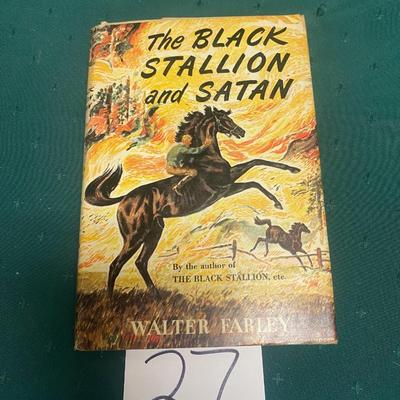 The BLACK
STALLION
and SATAN
By the author of
THE BLACK STALLION, etc.
WALTER FARLEY
27